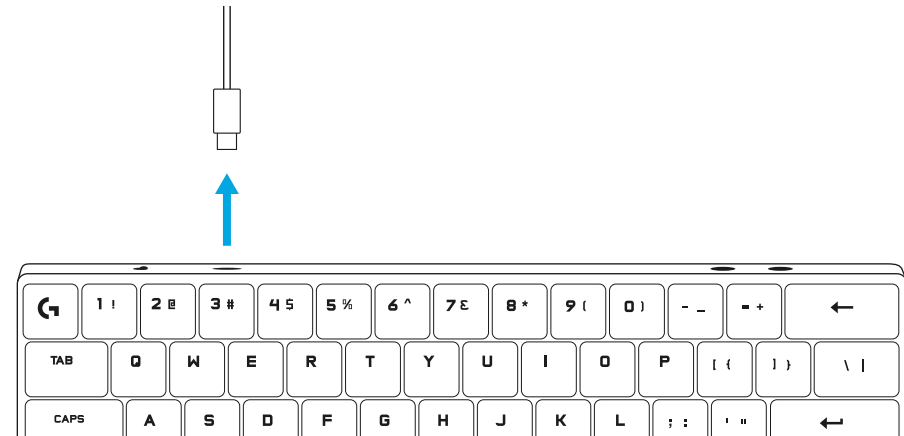 1 ! 2 @ 3 # 4 $ 5 % 6 ^ 7 £ 8 * 9 ( 0 ) - _ = + ←
TAB Q W E R T Y U I O P [ { ] } \ |
CAPS A S D F G H J K L ; : ' " ↵